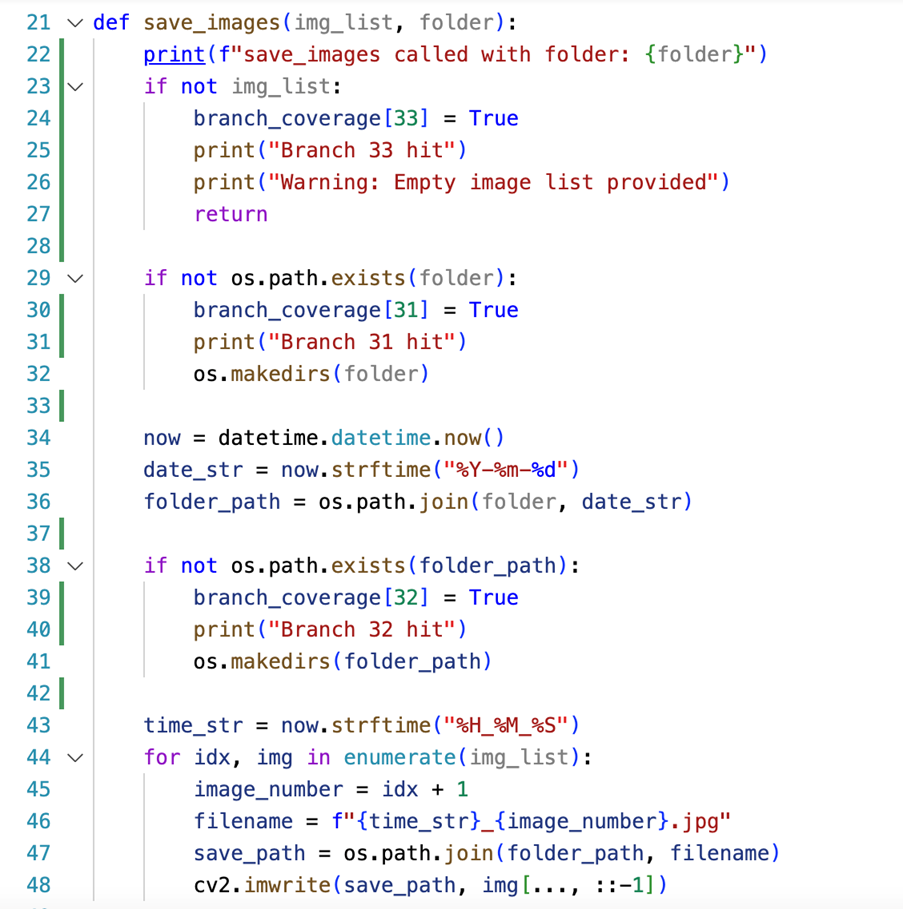 21 def save_images(img_list, folder):
22     print(f"save_images called with folder: {folder}")
23     if not img_list:
24         branch_coverage[33] = True
25         print("Branch 33 hit")
26         print("Warning: Empty image list provided")
27         return
28
29     if not os.path.exists(folder):
30         branch_coverage[31] = True
31         print("Branch 31 hit")
32         os.makedirs(folder)
33
34     now = datetime.datetime.now()
35     date_str = now.strftime("%Y-%m-%d")
36     folder_path = os.path.join(folder, date_str)
37
38     if not os.path.exists(folder_path):
39         branch_coverage[32] = True
40         print("Branch 32 hit")
41         os.makedirs(folder_path)
42
43     time_str = now.strftime("%H_%M_%S")
44     for idx, img in enumerate(img_list):
45         image_number = idx + 1
46         filename = f"{time_str}_{image_number}.jpg"
47         save_path = os.path.join(folder_path, filename)
48         cv2.imwrite(save_path, img[..., ::-1])